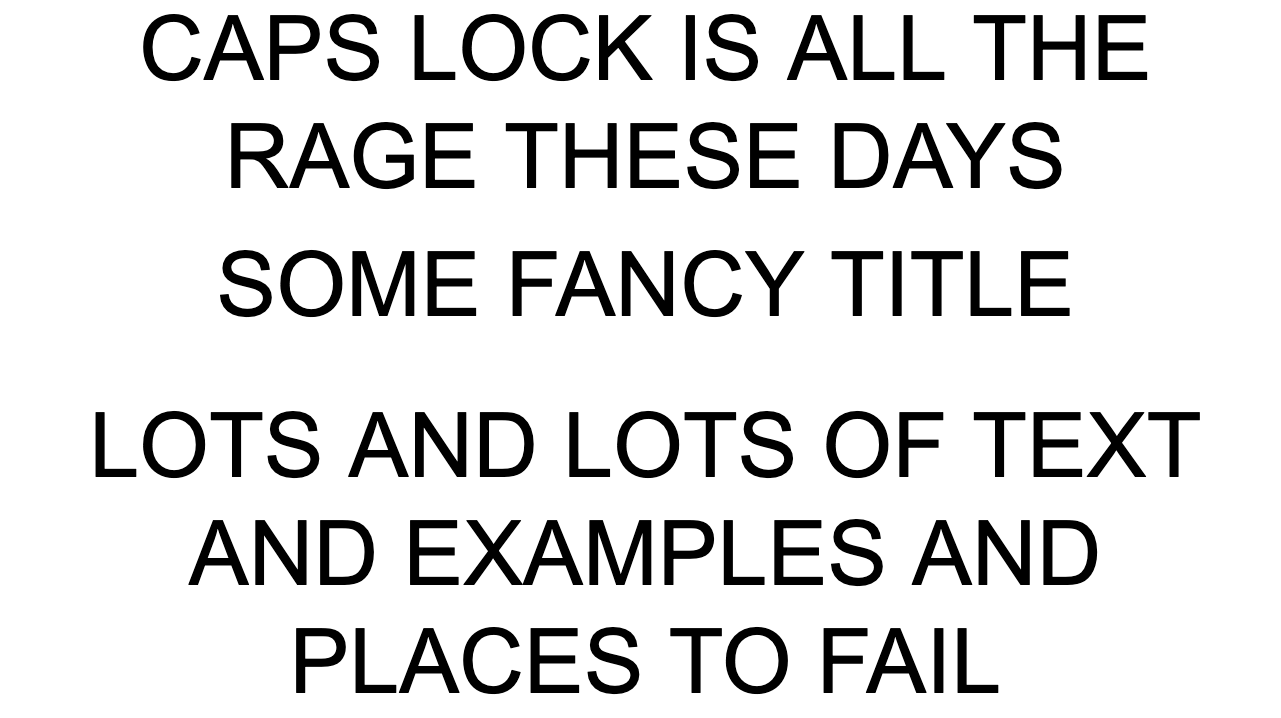 CAPS LOCK IS ALL THE
RAGE THESE DAYS
SOME FANCY TITLE
LOTS AND LOTS OF TEXT
AND EXAMPLES AND
PLACES TO FAIL